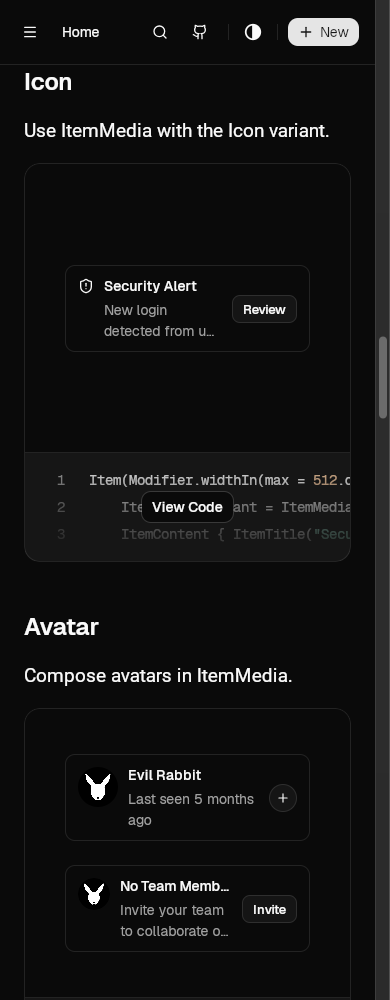 Home
New
Icon
Use ItemMedia with the Icon variant.
Security Alert
New login
detected from u…
Review
1 Item(Modifier.widthIn(max = 512.d
2 Ite ant = ItemMedia
View Code
3 ItemContent { ItemTitle("Secu
Avatar
Compose avatars in ItemMedia.
Evil Rabbit
Last seen 5 months
ago
No Team Memb…
Invite your team
to collaborate o…
Invite